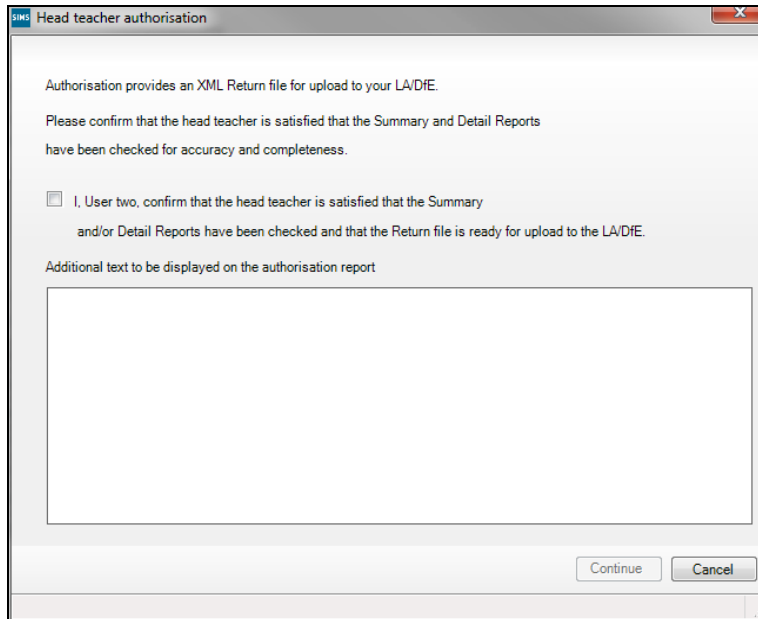 SIMS Head teacher authorisation
X
Authorisation provides an XML Return file for upload to your LA/DfE.
Please confirm that the head teacher is satisfied that the Summary and Detail Reports
have been checked for accuracy and completeness.
I, User two, confirm that the head teacher is satisfied that the Summary
and/or Detail Reports have been checked and that the Return file is ready for upload to the LA/DfE.
Additional text to be displayed on the authorisation report
Continue Cancel